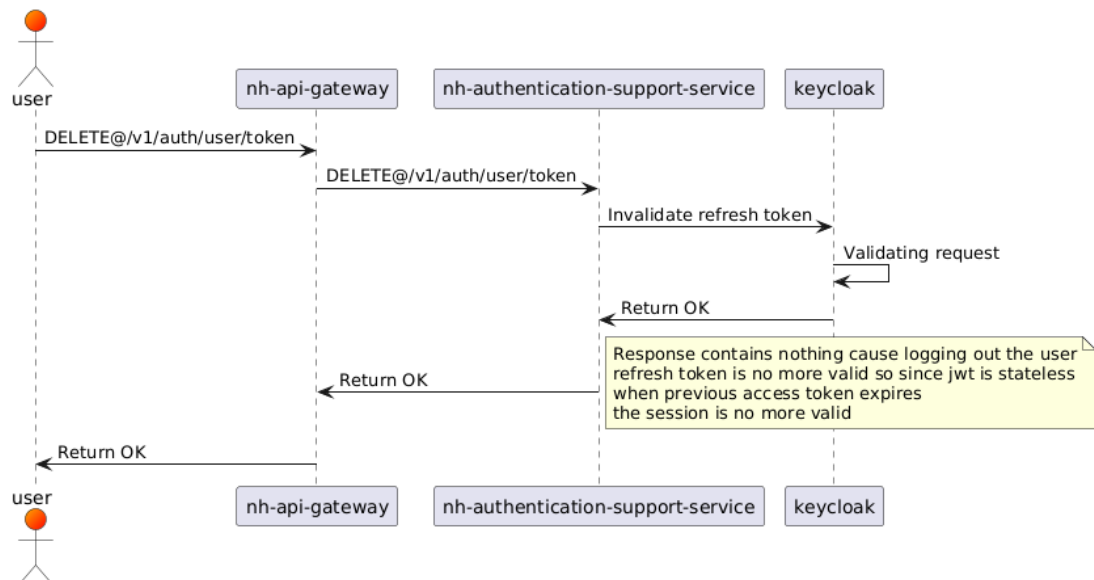 user
nh-api-gateway
nh-authentication-support-service
keycloak
DELETE@/v1/auth/user/token
DELETE@/v1/auth/user/token
Invalidate refresh token
Validating request
Return OK
Response contains nothing cause logging out the user
refresh token is no more valid so since jwt is stateless
when previous access token expires
the session is no more valid
Return OK
Return OK
user
nh-api-gateway
nh-authentication-support-service
keycloak